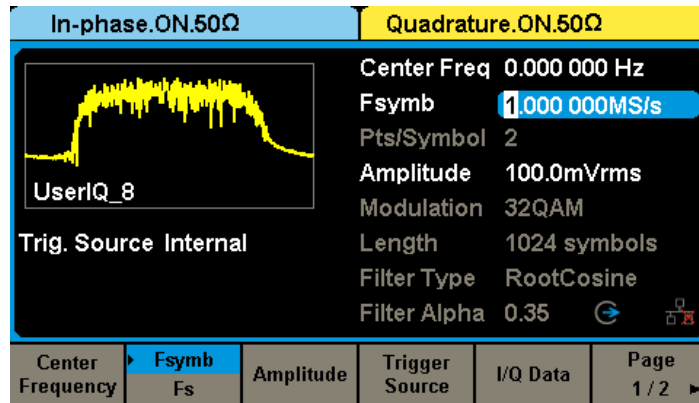 In-phase.ON.50Ω
Quadrature.ON.50Ω
UserIQ_8
Trig. Source Internal
Center Freq 0.000 000 Hz
Fsymb 1.000 000MS/s
Pts/Symbol 2
Amplitude 100.0mVrms
Modulation 32QAM
Length 1024 symbols
Filter Type RootCosine
Filter Alpha 0.35
Center Frequency
Fsymb
Fs
Amplitude
Trigger Source
I/Q Data
Page 1/2